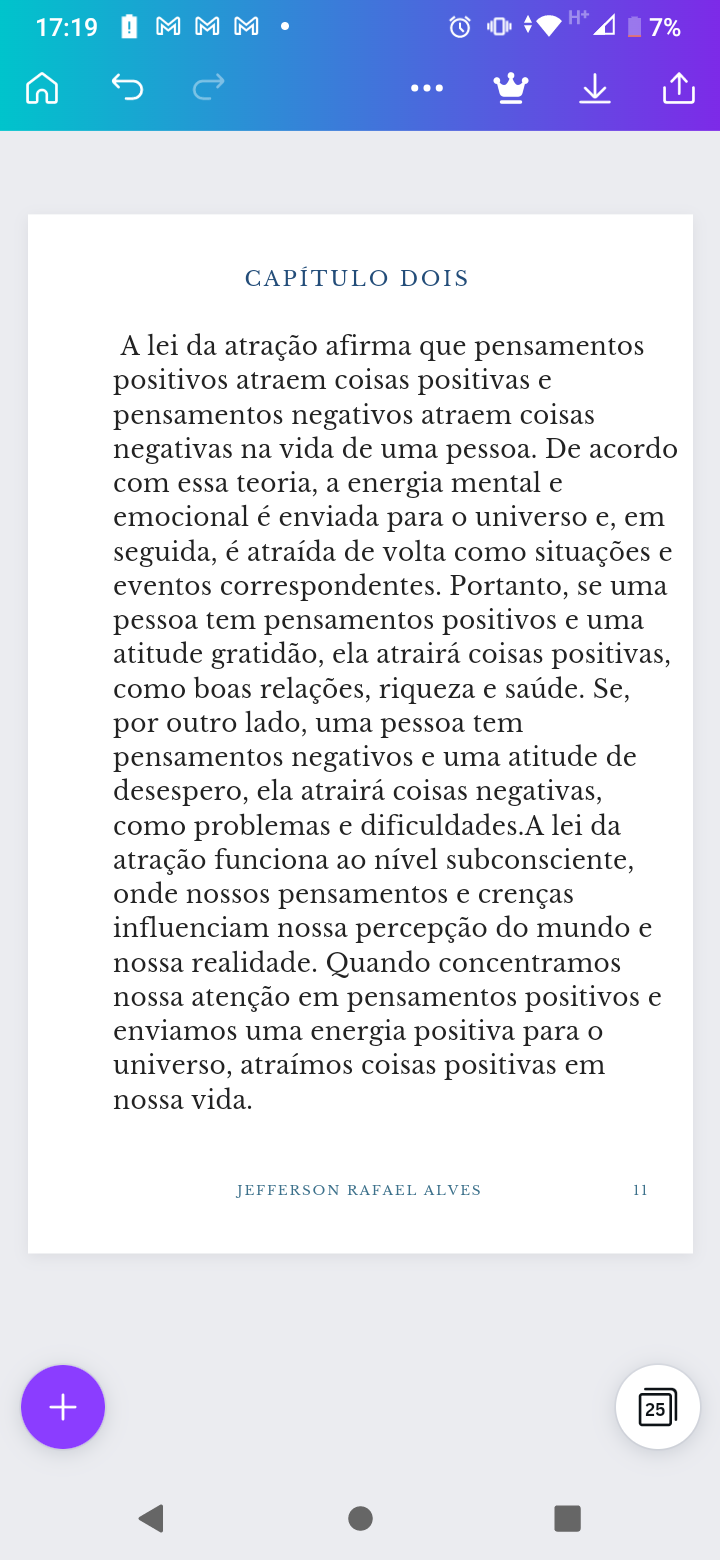 17:19
H+
7%
CAPÍTULO DOIS
A lei da atração afirma que pensamentos
positivos atraem coisas positivas e
pensamentos negativos atraem coisas
negativas na vida de uma pessoa. De acordo
com essa teoria, a energia mental e
emocional é enviada para o universo e, em
seguida, é atraída de volta como situações e
eventos correspondentes. Portanto, se uma
pessoa tem pensamentos positivos e uma
atitude gratidão, ela atrairá coisas positivas,
como boas relações, riqueza e saúde. Se,
por outro lado, uma pessoa tem
pensamentos negativos e uma atitude de
desespero, ela atrairá coisas negativas,
como problemas e dificuldades.A lei da
atração funciona ao nível subconsciente,
onde nossos pensamentos e crenças
influenciam nossa percepção do mundo e
nossa realidade. Quando concentramos
nossa atenção em pensamentos positivos e
enviamos uma energia positiva para o
universo, atraímos coisas positivas em
nossa vida.
JEFFERSON RAFAEL ALVES
11
25